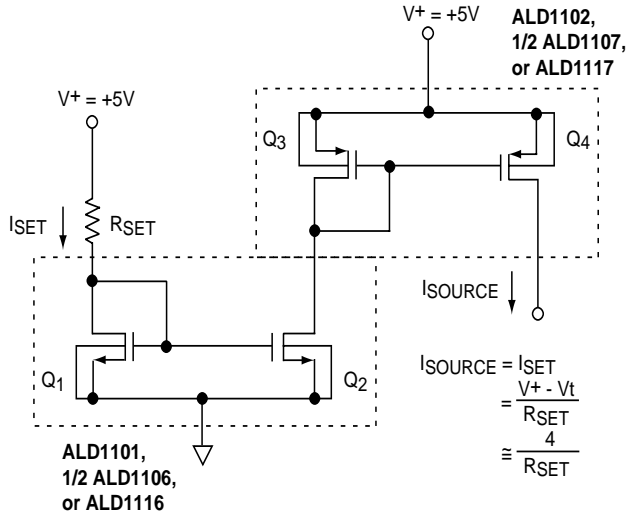 V+ = +5V
ALD1102,
1/2 ALD1107,
or ALD1117
V+ = +5V
Q3
Q4
ISET
RSET
ISOURCE
Q1
Q2
ISOURCE = ISET
= V+ - Vt
RSET
≅ 4
RSET
ALD1101,
1/2 ALD1106,
or ALD1116